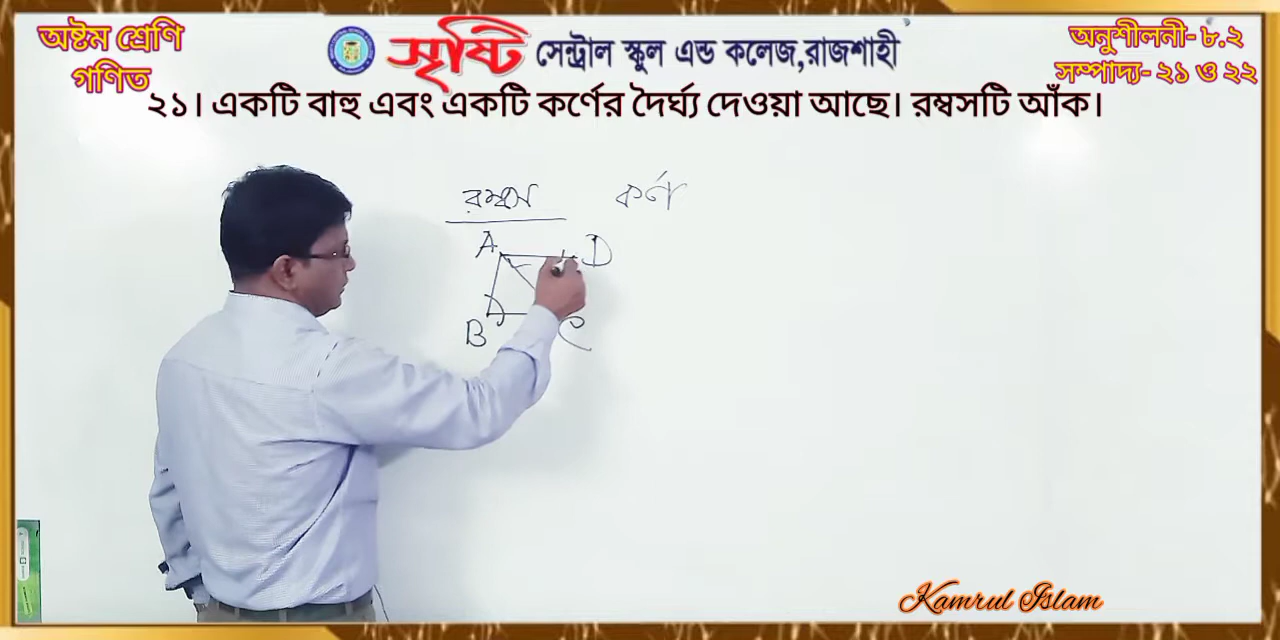 অষ্টম শ্রেণি
গণিত
সৃষ্টি সেন্ট্রাল স্কুল এন্ড কলেজ,রাজশাহী
অনুশীলনী- ৮.২
সম্পাদ্য- ২১ ও ২২
২১। একটি বাহু এবং একটি কর্ণের দৈর্ঘ্য দেওয়া আছে। রম্বসটি আঁক।
রম্বস কর্ণ
A D
B C
Kamrul Islam